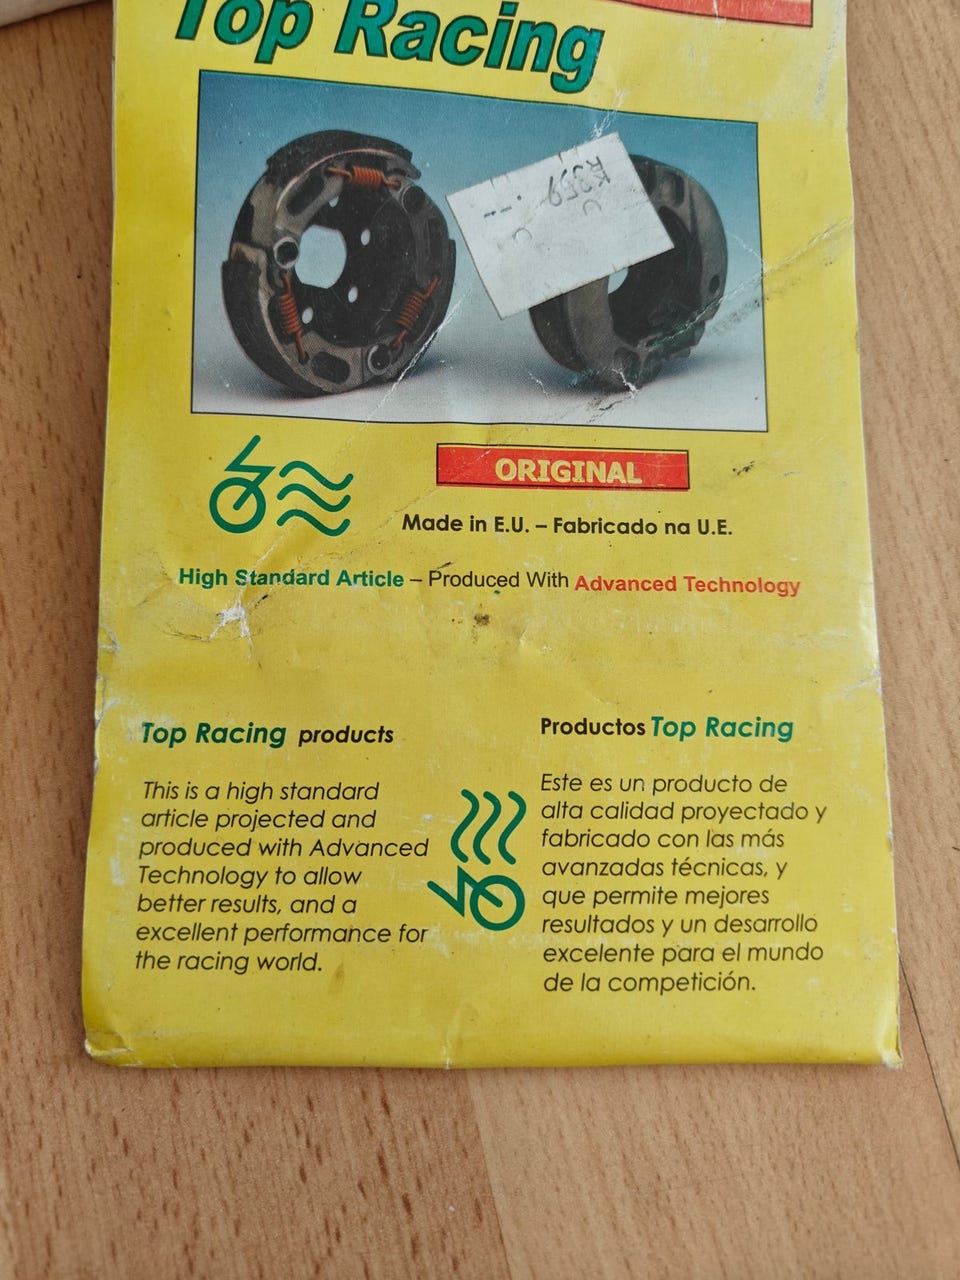 Top Racing
K359.--
ORIGINAL
Made in E.U. – Fabricado na U.E.
High Standard Article – Produced With Advanced Technology
Top Racing products
This is a high standard
article projected and
produced with Advanced
Technology to allow
better results, and a
excellent performance for
the racing world.
Productos Top Racing
Este es un producto de
alta calidad proyectado y
fabricado con las más
avanzadas técnicas, y
que permite mejores
resultados y un desarrollo
excelente para el mundo
de la competición.